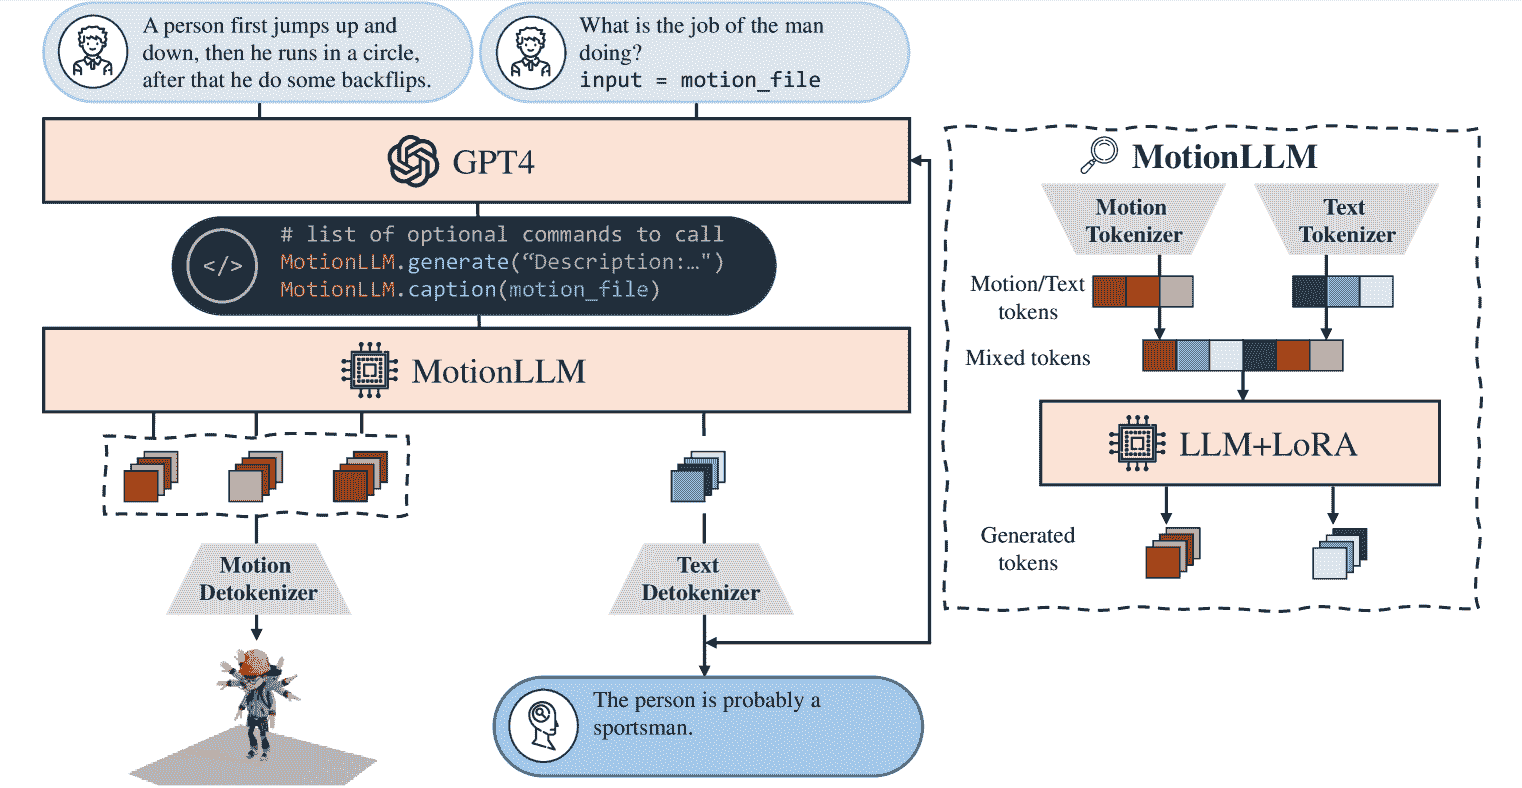 A person first jumps up and
down, then he runs in a circle,
after that he do some backflips.
What is the job of the man
doing?
input = motion_file
GPT4
</>
# list of optional commands to call
MotionLLM.generate(“Description:…")
MotionLLM.caption(motion_file)
MotionLLM
Motion
Detokenizer
Text
Detokenizer
The person is probably a
sportsman.
MotionLLM
Motion
Tokenizer
Text
Tokenizer
Motion/Text
tokens
Mixed tokens
LLM+LoRA
Generated
tokens